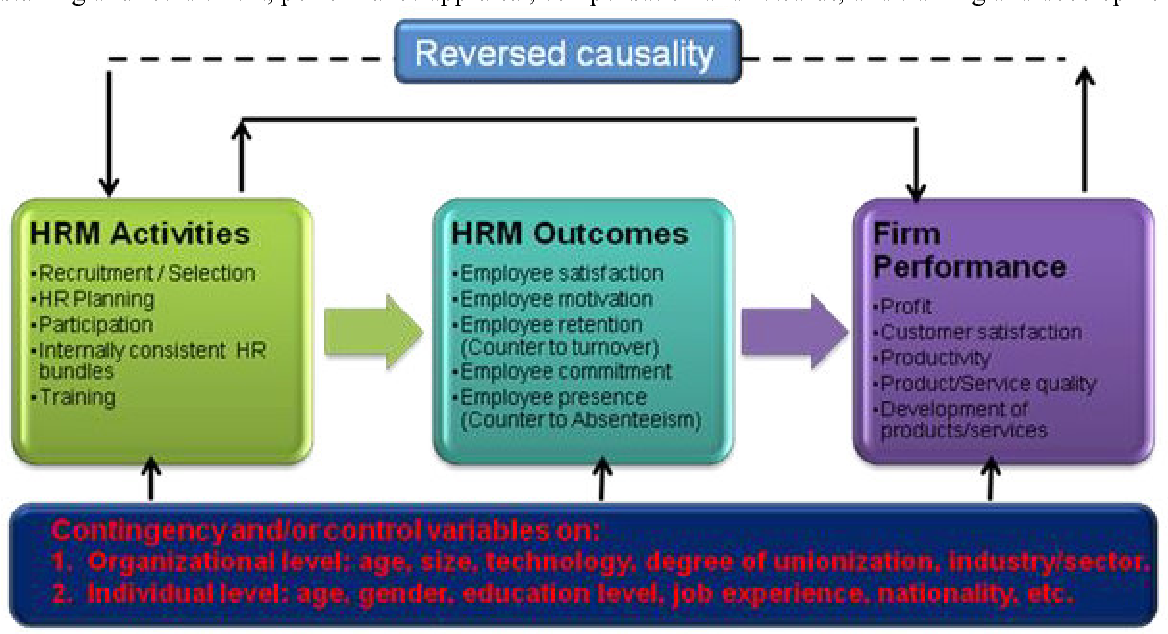 Reversed causality
HRM Activities
▪Recruitment / Selection
▪HR Planning
▪Participation
▪Internally consistent HR
bundles
▪Training
HRM Outcomes
▪Employee satisfaction
▪Employee motivation
▪Employee retention
(Counter to turnover)
▪Employee commitment
▪Employee presence
(Counter to Absenteeism)
Firm
Performance
▪Profit
▪Customer satisfaction
▪Productivity
▪Product/Service quality
▪Development of
products/services
Contingency and/or control variables on:
1. Organizational level: age, size, technology, degree of unionization, industry/sector.
2. Individual level: age, gender, education level, job experience, nationality, etc.